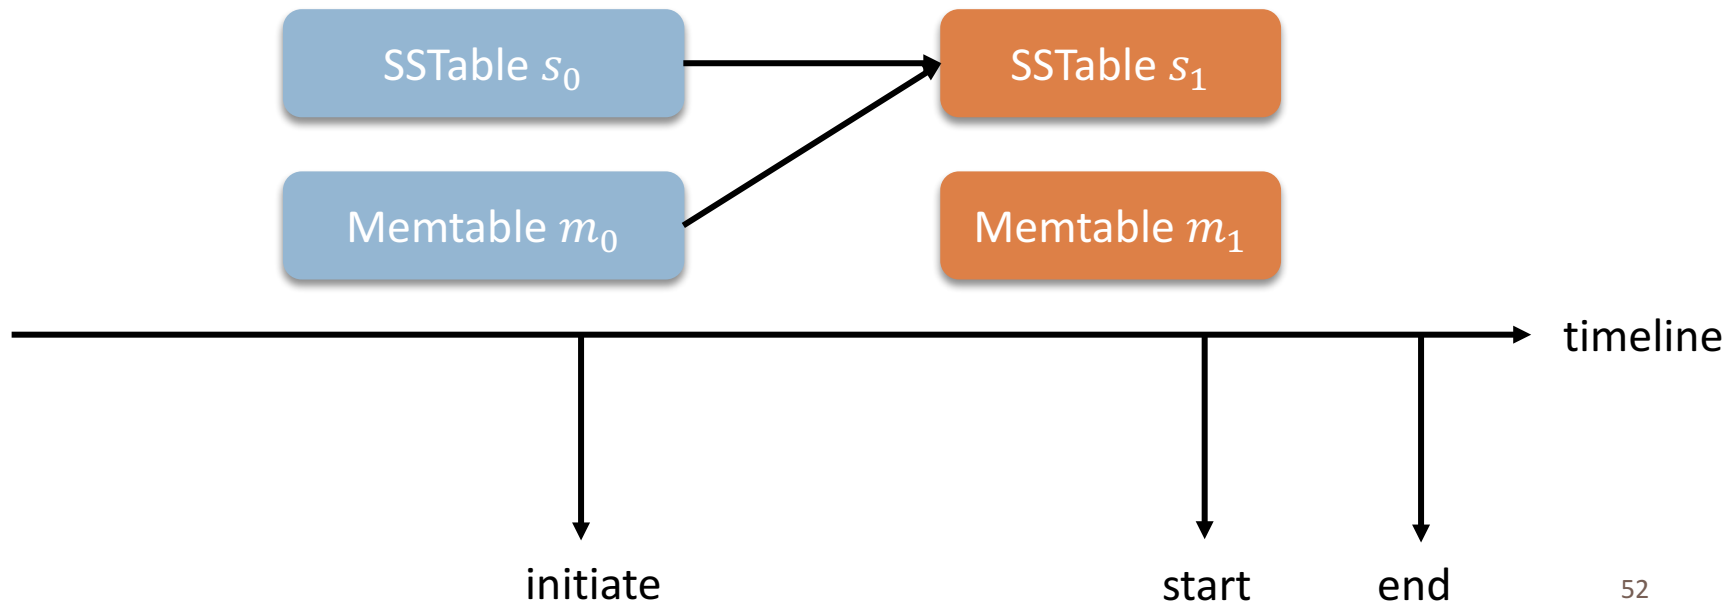 SSTable s₀
SSTable s₁
Memtable m₀
Memtable m₁
timeline
initiate
start
end
52